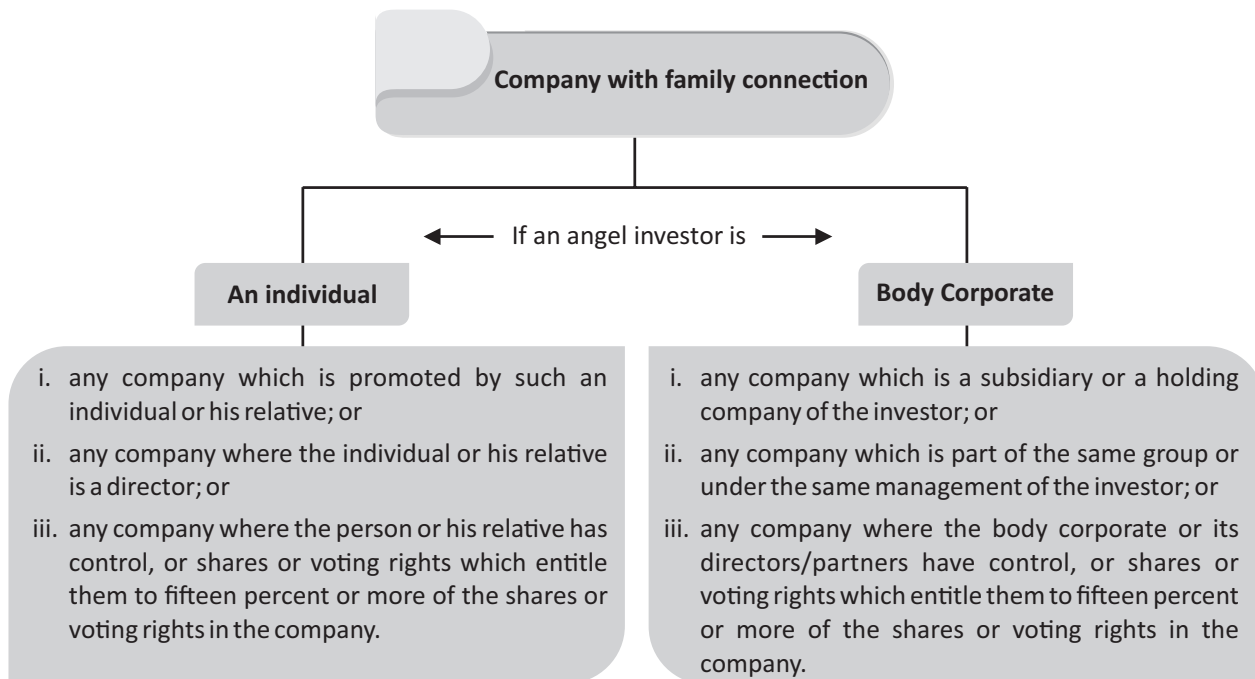 Company with family connection
If an angel investor is
An individual
i. any company which is promoted by such an
individual or his relative; or
ii. any company where the individual or his relative
is a director; or
iii. any company where the person or his relative has
control, or shares or voting rights which entitle
them to fifteen percent or more of the shares or
voting rights in the company.
Body Corporate
i. any company which is a subsidiary or a holding
company of the investor; or
ii. any company which is part of the same group or
under the same management of the investor; or
iii. any company where the body corporate or its
directors/partners have control, or shares or
voting rights which entitle them to fifteen percent
or more of the shares or voting rights in the
company.